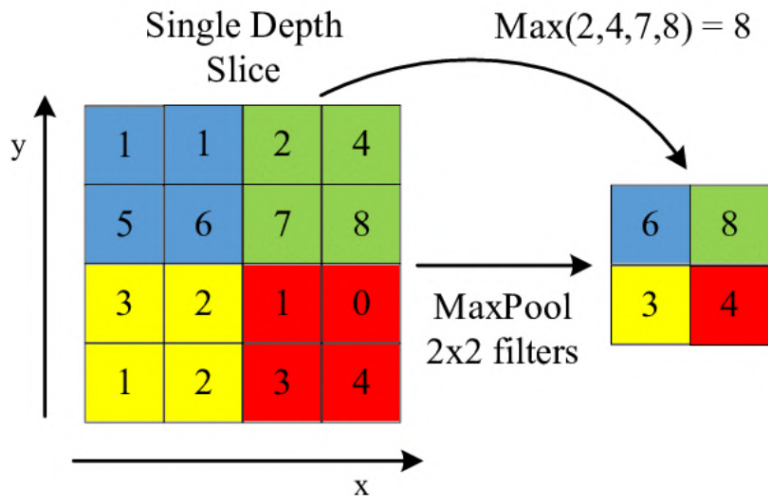 Single Depth
Slice
Max(2,4,7,8) = 8
y
1 1 2 4
5 6 7 8
3 2 1 0
1 2 3 4
x
MaxPool
2x2 filters
6 8
3 4